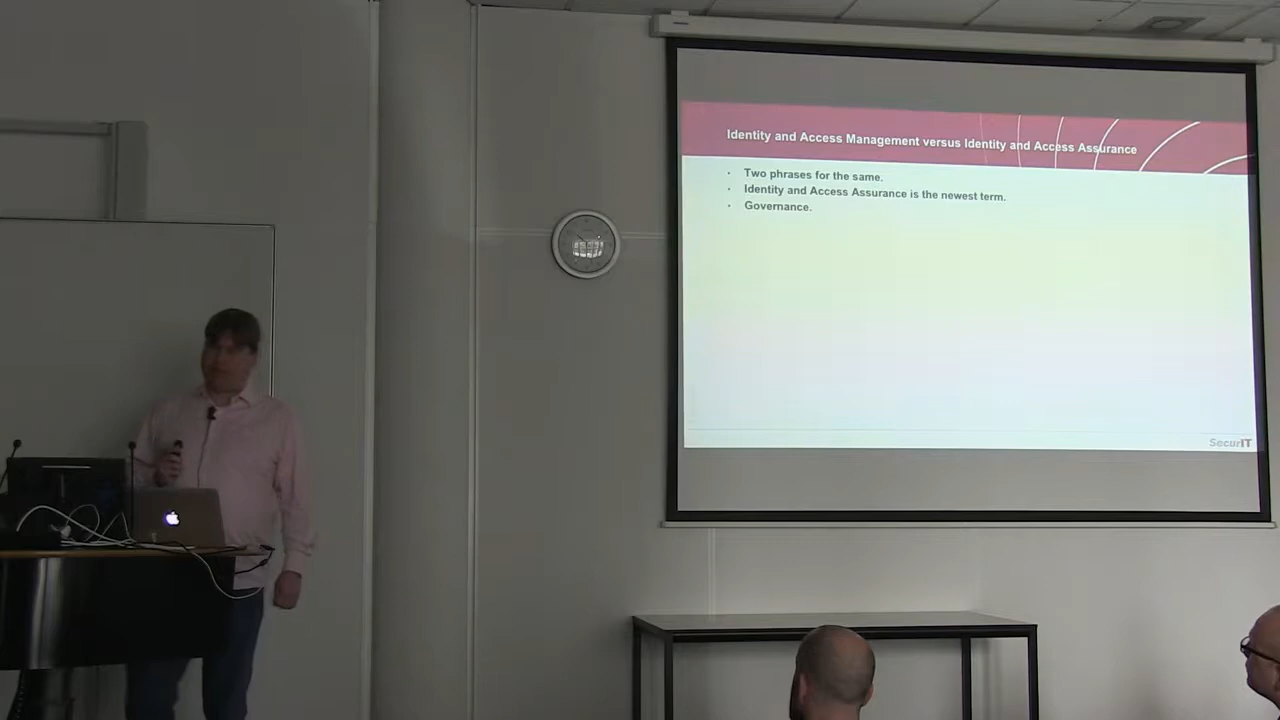 Identity and Access Management versus Identity and Access Assurance
Two phrases for the same.
Identity and Access Assurance is the newest term.
Governance.
SecurIT